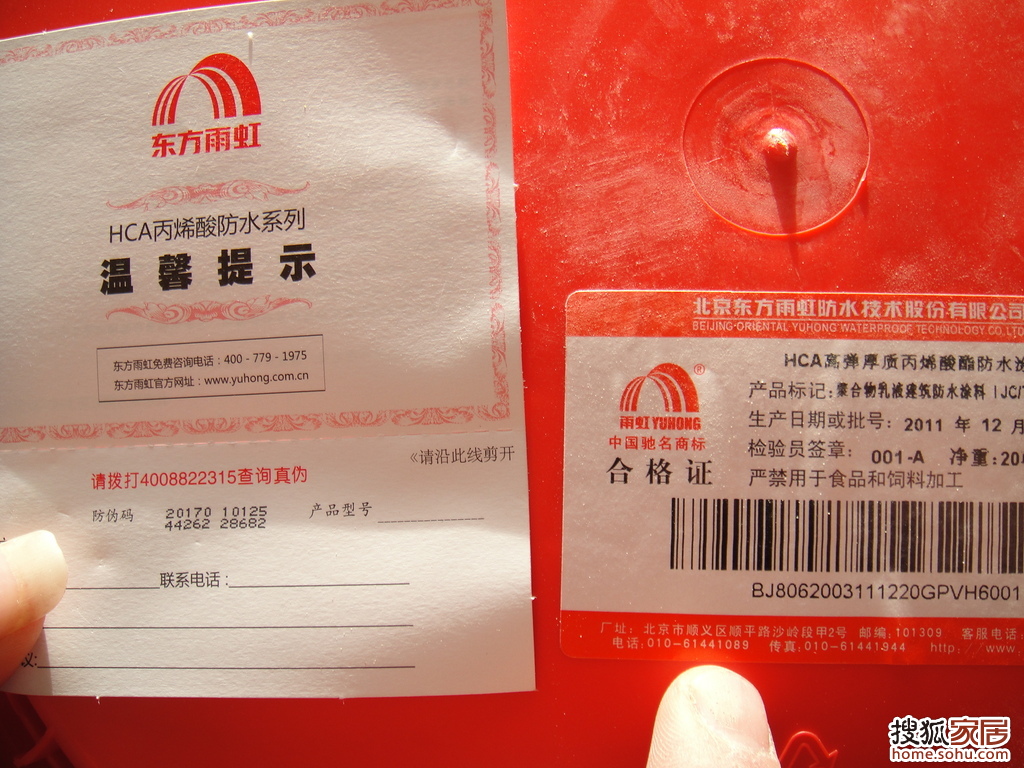 东方雨虹
HCA丙烯酸防水系列
温馨提示
东方雨虹免费咨询电话：400 - 779 - 1975
东方雨虹官方网址：www.yuhong.com.cn
《请沿此线剪开
请拨打4008822315查询真伪
防伪码 20170 10125 产品型号
44262 28682
联系电话：
北京东方雨虹防水技术股份有限公司
BEIJING·ORIENTAL YUHONG WATERPROOF TECHNOLOGY CO.,LTD
HCA高弹厚质丙烯酸酯防水涂
雨虹 YUHONG ®
中国驰名商标
合格证
产品标记：聚合物乳液建筑防水涂料 | JC/
生产日期或批号：2011 年 12 月
检验员签章：001-A 净重：20
严禁用于食品和饲料加工
BJ8062003111220GPVH6001
厂址：北京市顺义区顺平路沙岭段甲2号 邮编：101309 客服电话：
电话：010-61441089 传真：010-61441944 http: www.
搜狐家居
home.sohu.com